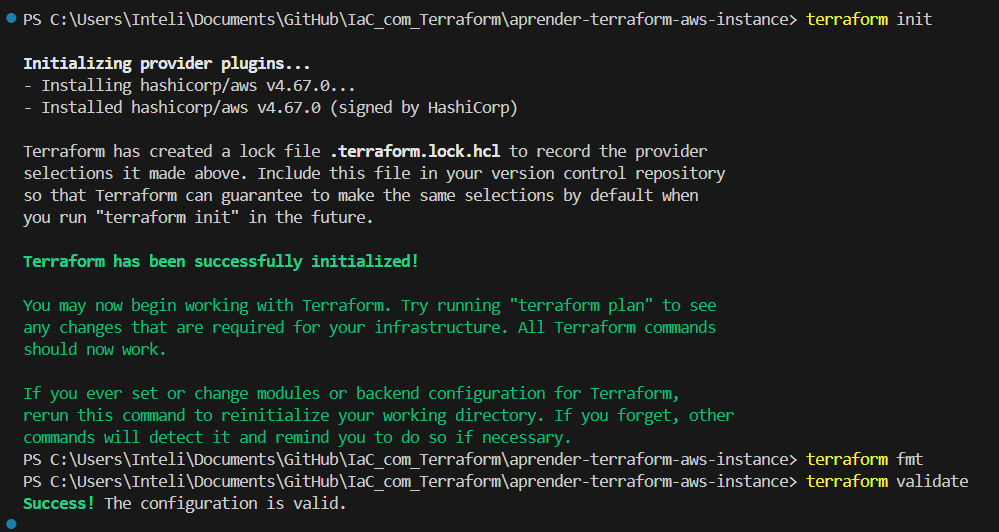 PS C:\Users\Inteli\Documents\GitHub\IaC_com_Terraform\aprender-terraform-aws-instance> terraform init
Initializing provider plugins...
- Installing hashicorp/aws v4.67.0...
- Installed hashicorp/aws v4.67.0 (signed by HashiCorp)
Terraform has created a lock file .terraform.lock.hcl to record the provider
selections it made above. Include this file in your version control repository
so that Terraform can guarantee to make the same selections by default when
you run "terraform init" in the future.
Terraform has been successfully initialized!
You may now begin working with Terraform. Try running "terraform plan" to see
any changes that are required for your infrastructure. All Terraform commands
should now work.
If you ever set or change modules or backend configuration for Terraform,
rerun this command to reinitialize your working directory. If you forget, other
commands will detect it and remind you to do so if necessary.
PS C:\Users\Inteli\Documents\GitHub\IaC_com_Terraform\aprender-terraform-aws-instance> terraform fmt
PS C:\Users\Inteli\Documents\GitHub\IaC_com_Terraform\aprender-terraform-aws-instance> terraform validate
Success! The configuration is valid.